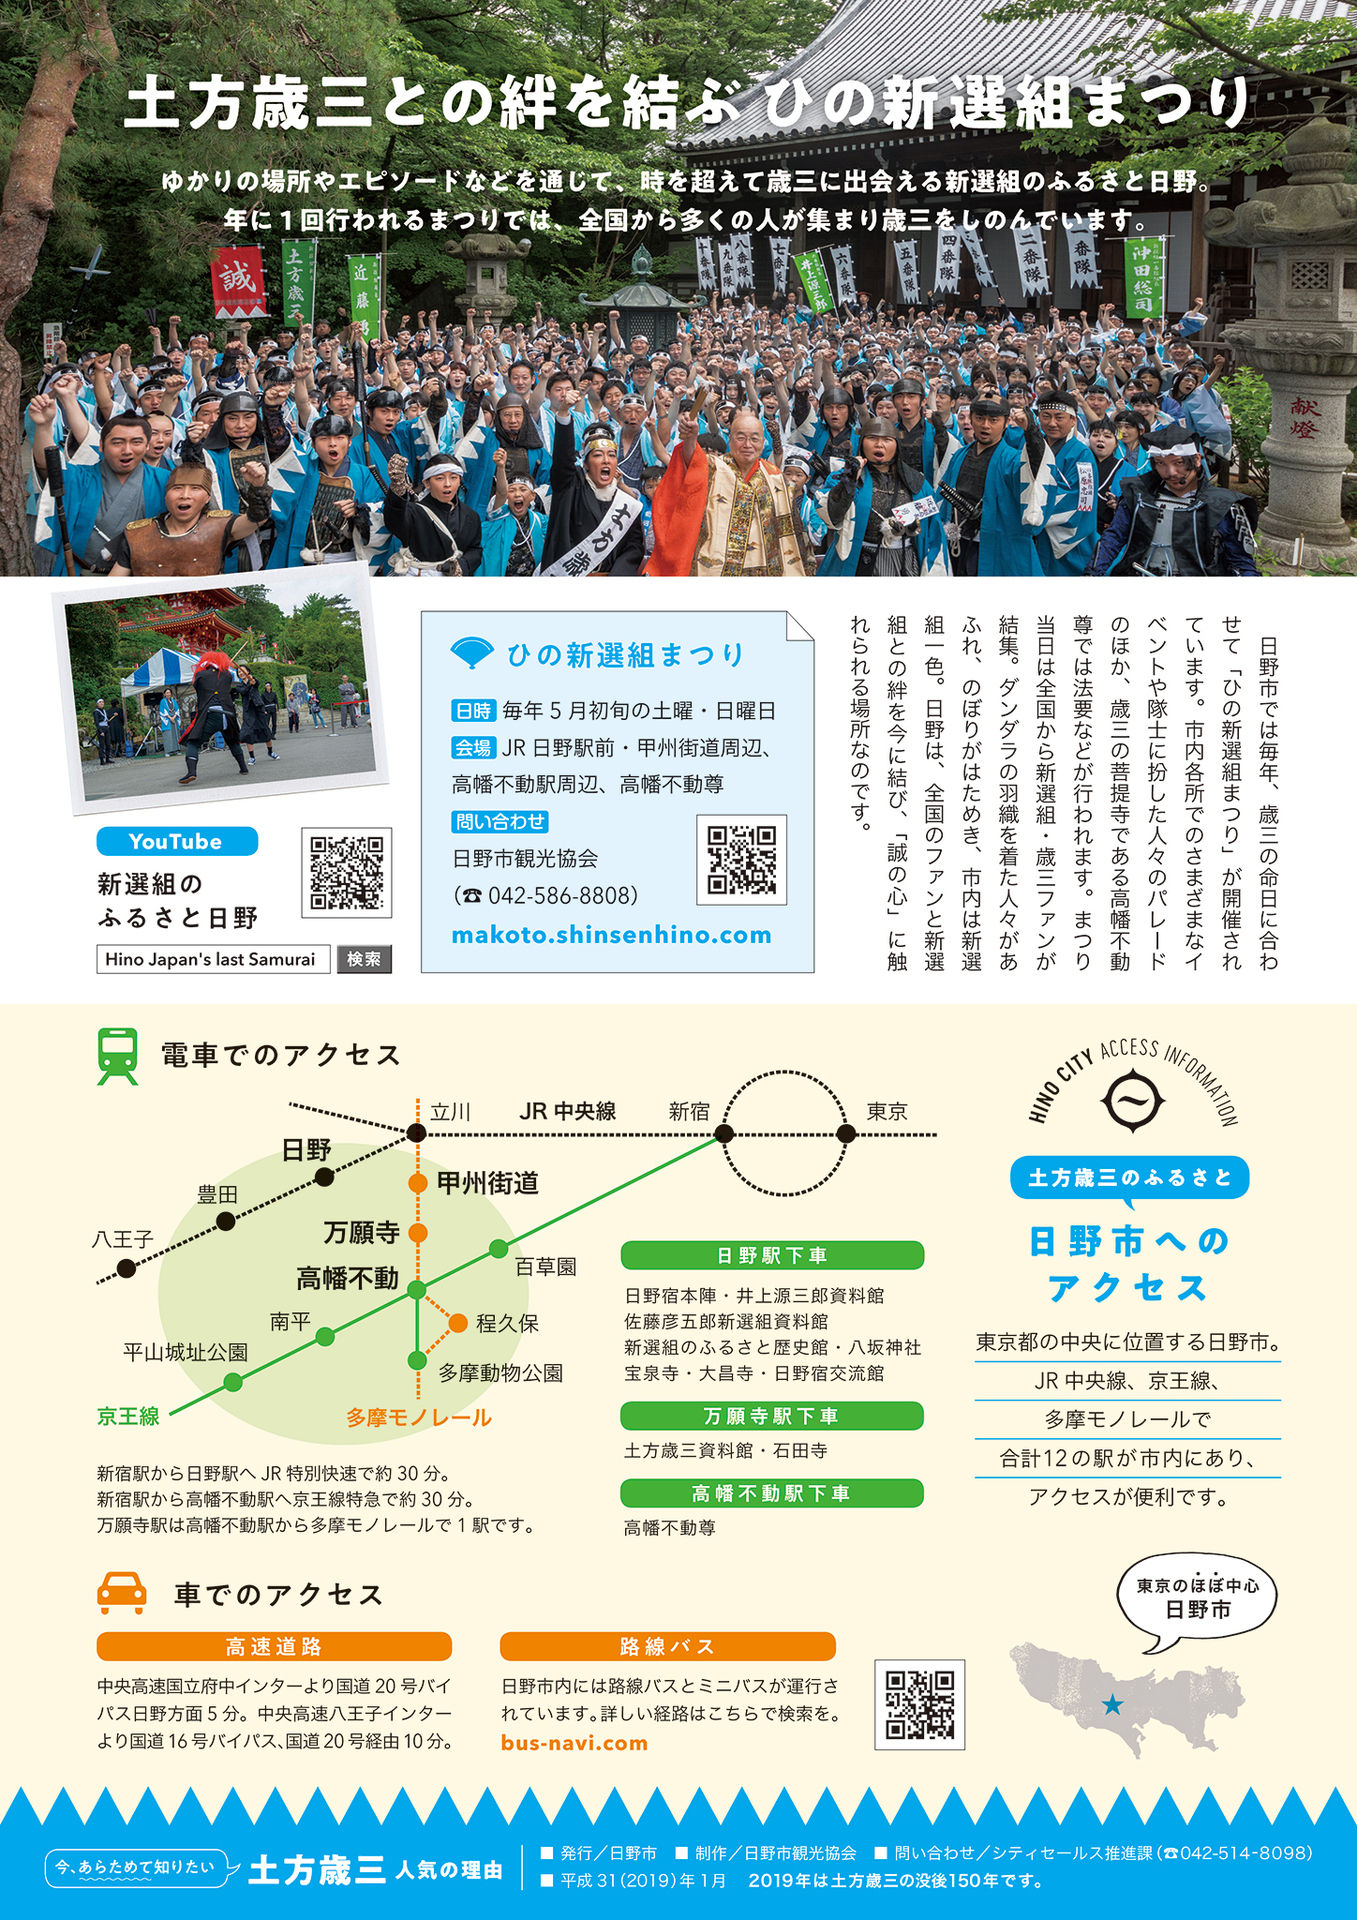 土方歳三との絆を結ぶ ひの新選組まつり
ゆかりの場所やエピソードなどを通じて、時を超えて歳三に出会える新選組のふるさと日野。
年に1回行われるまつりでは、全国から多くの人が集まり歳三をしのんでいます。
誠
土方歳三
近藤勇
十番隊
九番隊
八番隊
七番隊
井上源三郎
六番隊
五番隊
四番隊
二番隊
一番隊
沖田総司
献燈
土方歳
日野市では毎年、歳三の命日に合わ
せて「ひの新選組まつり」が開催され
ています。市内各所でのさまざまなイ
ベントや隊士に扮した人々のパレード
のほか、歳三の菩提寺である高幡不動
尊では法要などが行われます。まつり
当日は全国から新選組・歳三ファンが
結集。ダンダラの羽織を着た人々があ
ふれ、のぼりがはためき、市内は新選
組一色。日野は、全国のファンと新選
組との絆を今に結び、「誠の心」に触
れられる場所なのです。
ひの新選組まつり
日時 毎年5月初旬の土曜・日曜日
会場 JR日野駅前・甲州街道周辺、
高幡不動駅周辺、高幡不動尊
問い合わせ
日野市観光協会
(☎042-586-8808)
makoto.shinsenhino.com
YouTube
新選組の
ふるさと日野
Hino Japan's last Samurai 検索
電車でのアクセス
立川
JR中央線
新宿
東京
日野
甲州街道
豊田
万願寺
八王子
高幡不動
百草園
南平
程久保
平山城址公園
多摩動物公園
京王線
多摩モノレール
新宿駅から日野駅へJR特別快速で約30分。
新宿駅から高幡不動駅へ京王線特急で約30分。
万願寺駅は高幡不動駅から多摩モノレールで1駅です。
日野駅下車
日野宿本陣・井上源三郎資料館
佐藤彦五郎新選組資料館
新選組のふるさと歴史館・八坂神社
宝泉寺・大昌寺・日野宿交流館
万願寺駅下車
土方歳三資料館・石田寺
高幡不動駅下車
高幡不動尊
HINO CITY ACCESS INFORMATION
土方歳三のふるさと
日野市への
アクセス
東京都の中央に位置する日野市。
JR中央線、京王線、
多摩モノレールで
合計12の駅が市内にあり、
アクセスが便利です。
東京のほぼ中心
日野市
車でのアクセス
高速道路
中央高速国立府中インターより国道20号バイ
パス日野方面5分。中央高速八王子インター
より国道16号バイパス、国道20号経由10分。
路線バス
日野市内には路線バスとミニバスが運行さ
れています。詳しい経路はこちらで検索を。
bus-navi.com
今、あらためて知りたい
土方歳三 人気の理由
■ 発行/日野市 ■ 制作/日野市観光協会 ■ 問い合わせ/シティセールス推進課(☎042-514-8098)
■ 平成31(2019)年1月 2019年は土方歳三の没後150年です。